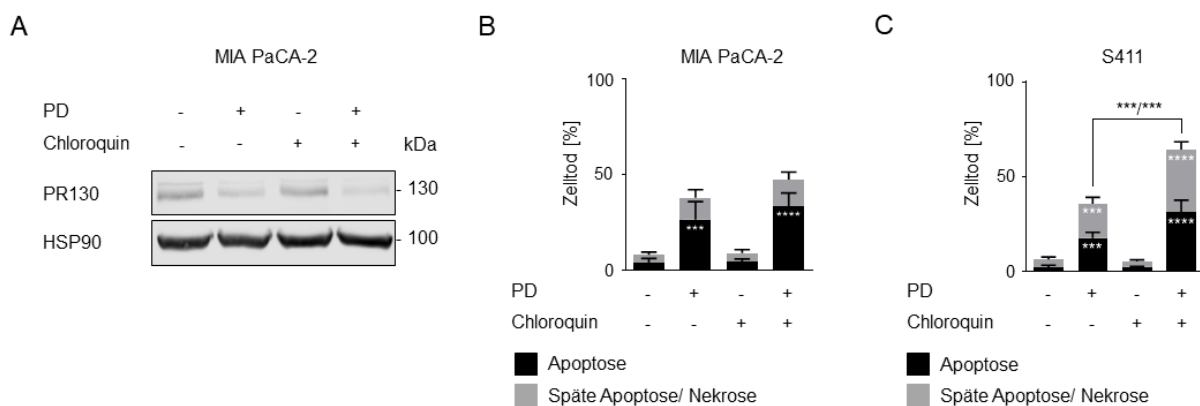 A
MIA PaCA-2
PD - + - +
Chloroquin - - + + kDa
PR130 - 130
HSP90 - 100
B
MIA PaCA-2
Zelltod [%]
100
50
0
***
****
PD - + - +
Chloroquin - - + +
Apoptose
Späte Apoptose/ Nekrose
C
S411
Zelltod [%]
100
50
0
***/***
***
***
****
****
PD - + - +
Chloroquin - - + +
Apoptose
Späte Apoptose/ Nekrose